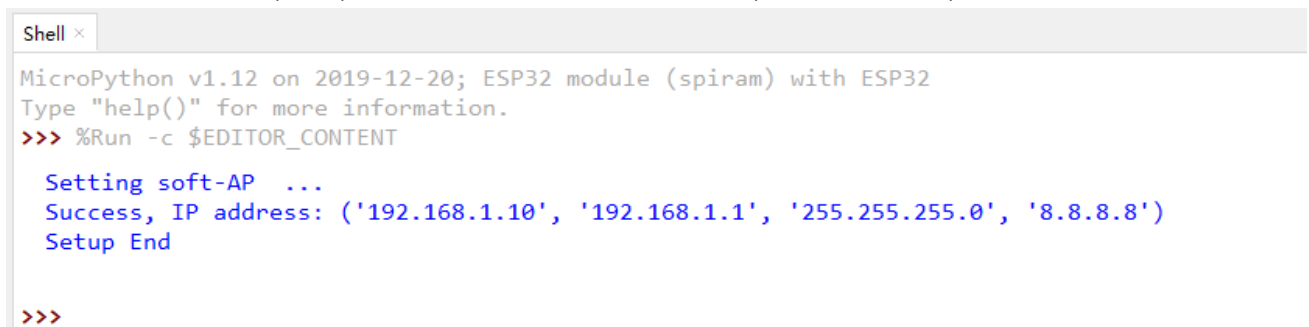 Shell ×
MicroPython v1.12 on 2019-12-20; ESP32 module (spiram) with ESP32
Type "help()" for more information.
>>> %Run -c $EDITOR_CONTENT
Setting soft-AP  ...
Success, IP address: ('192.168.1.10', '192.168.1.1', '255.255.255.0', '8.8.8.8')
Setup End
>>>